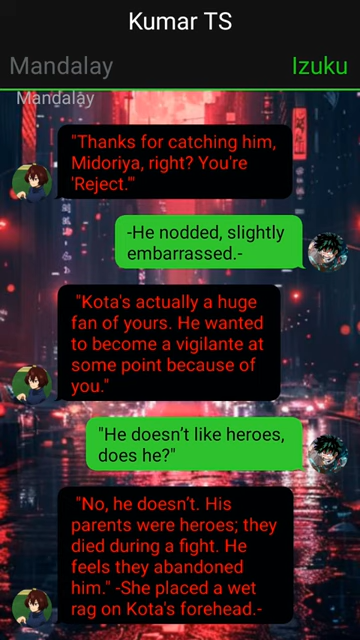 Kumar TS
Mandalay
Izuku
Mandalay
"Thanks for catching him,
Midoriya, right? You're
'Reject.'"
-He nodded, slightly
embarrassed.-
"Kota's actually a huge
fan of yours. He wanted
to become a vigilante at
some point because of
you."
"He doesn't like heroes,
does he?"
"No, he doesn't. His
parents were heroes; they
died during a fight. He
feels they abandoned
him." -She placed a wet
rag on Kota's forehead.-